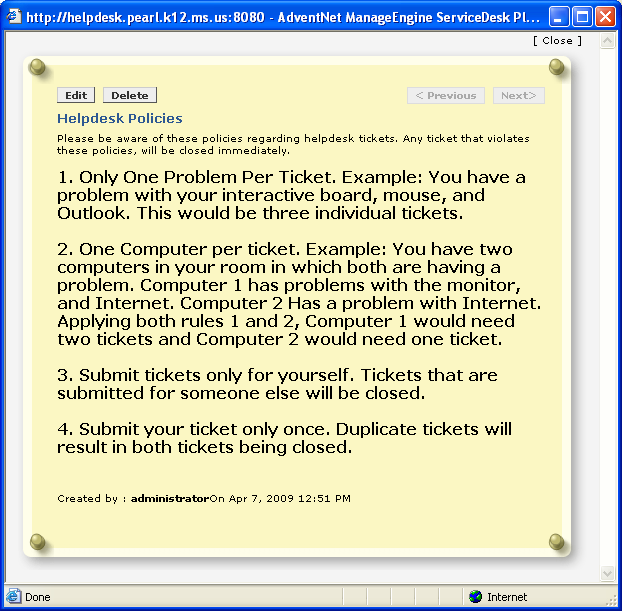 http://helpdesk.pearl.k12.ms.us:8080 - AdventNet ManageEngine ServiceDesk Pl...
[ Close ]
Edit Delete < Previous Next>
Helpdesk Policies
Please be aware of these policies regarding helpdesk tickets. Any ticket that violates
these policies, will be closed immediately.
1. Only One Problem Per Ticket. Example: You have a
problem with your interactive board, mouse, and
Outlook. This would be three individual tickets.
2. One Computer per ticket. Example: You have two
computers in your room in which both are having a
problem. Computer 1 has problems with the monitor,
and Internet. Computer 2 Has a problem with Internet.
Applying both rules 1 and 2, Computer 1 would need
two tickets and Computer 2 would need one ticket.
3. Submit tickets only for yourself. Tickets that are
submitted for someone else will be closed.
4. Submit your ticket only once. Duplicate tickets will
result in both tickets being closed.
Created by : administratorOn Apr 7, 2009 12:51 PM
Done Internet